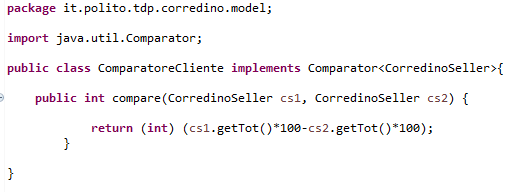 package it.polito.tdp.corredino.model;
import java.util.Comparator;
public class ComparatoreCliente implements Comparator<CorredinoSeller>{
public int compare(CorredinoSeller cs1, CorredinoSeller cs2) {
return (int) (cs1.getTot()*100-cs2.getTot()*100);
}
}